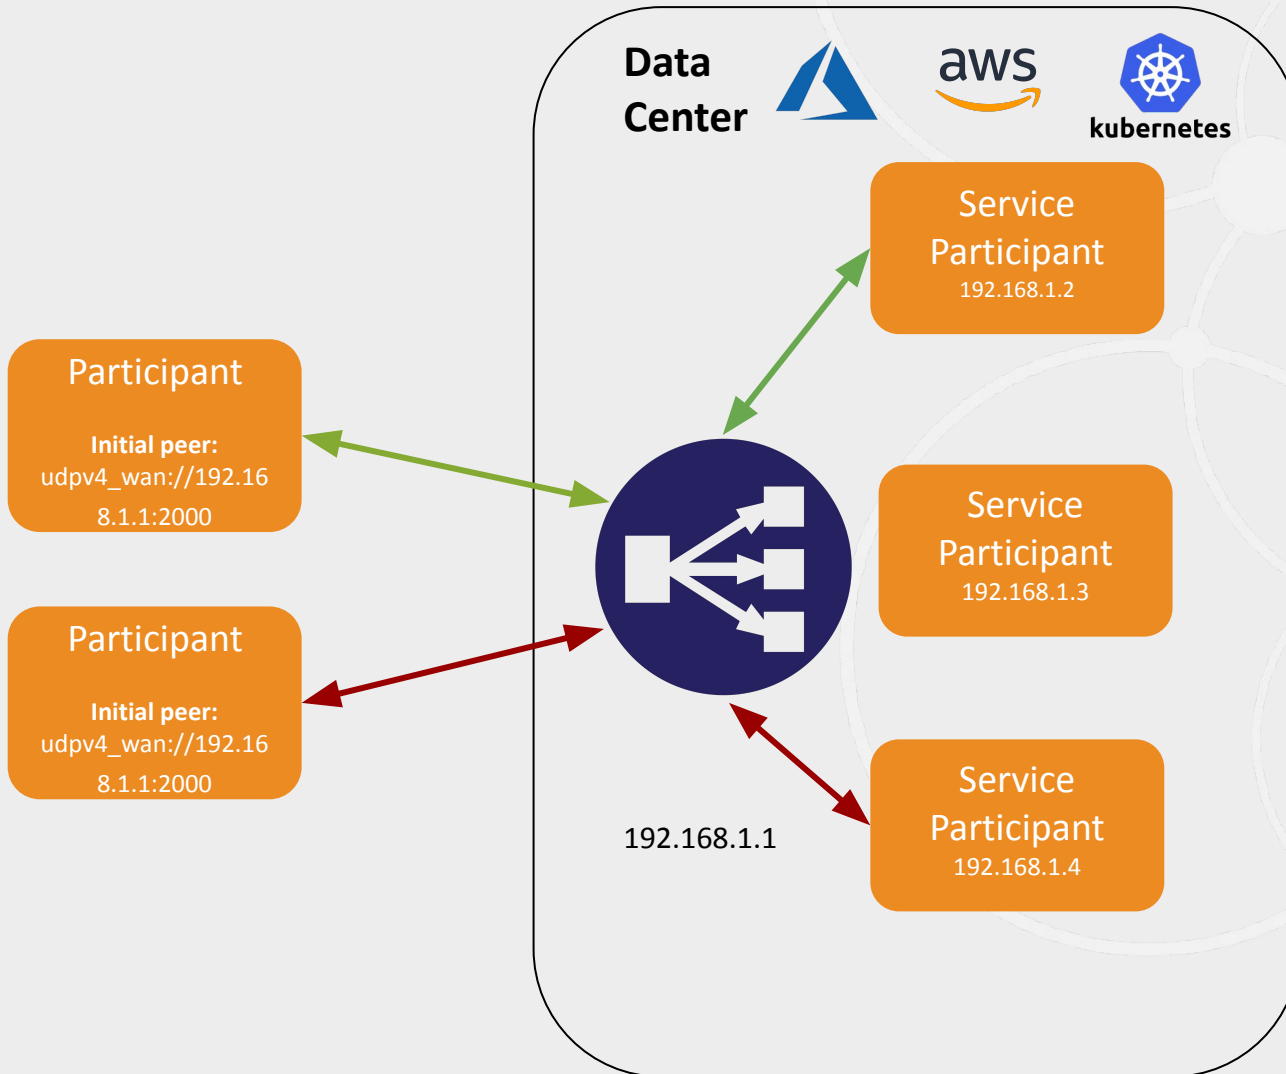 Data
Center
aws
kubernetes
Service
Participant
192.168.1.2
Participant
Initial peer:
udpv4_wan://192.16
8.1.1:2000
Service
Participant
192.168.1.3
Participant
Initial peer:
udpv4_wan://192.16
8.1.1:2000
192.168.1.1
Service
Participant
192.168.1.4